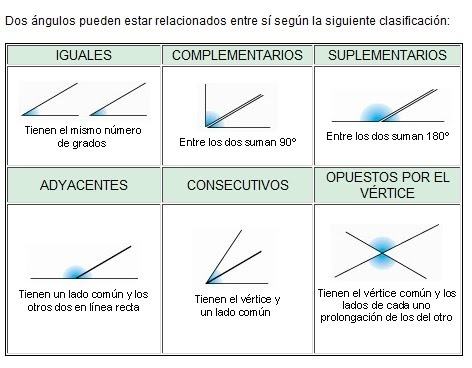 Dos ángulos pueden estar relacionados entre sí según la siguiente clasificación:
IGUALES
COMPLEMENTARIOS
SUPLEMENTARIOS
Tienen el mismo número
de grados
Entre los dos suman 90º
Entre los dos suman 180º
ADYACENTES
CONSECUTIVOS
OPUESTOS POR EL
VÉRTICE
Tienen un lado común y los
otros dos en línea recta
Tienen el vértice y
un lado común
Tienen el vértice común y los
lados de cada uno
prolongación de los del otro